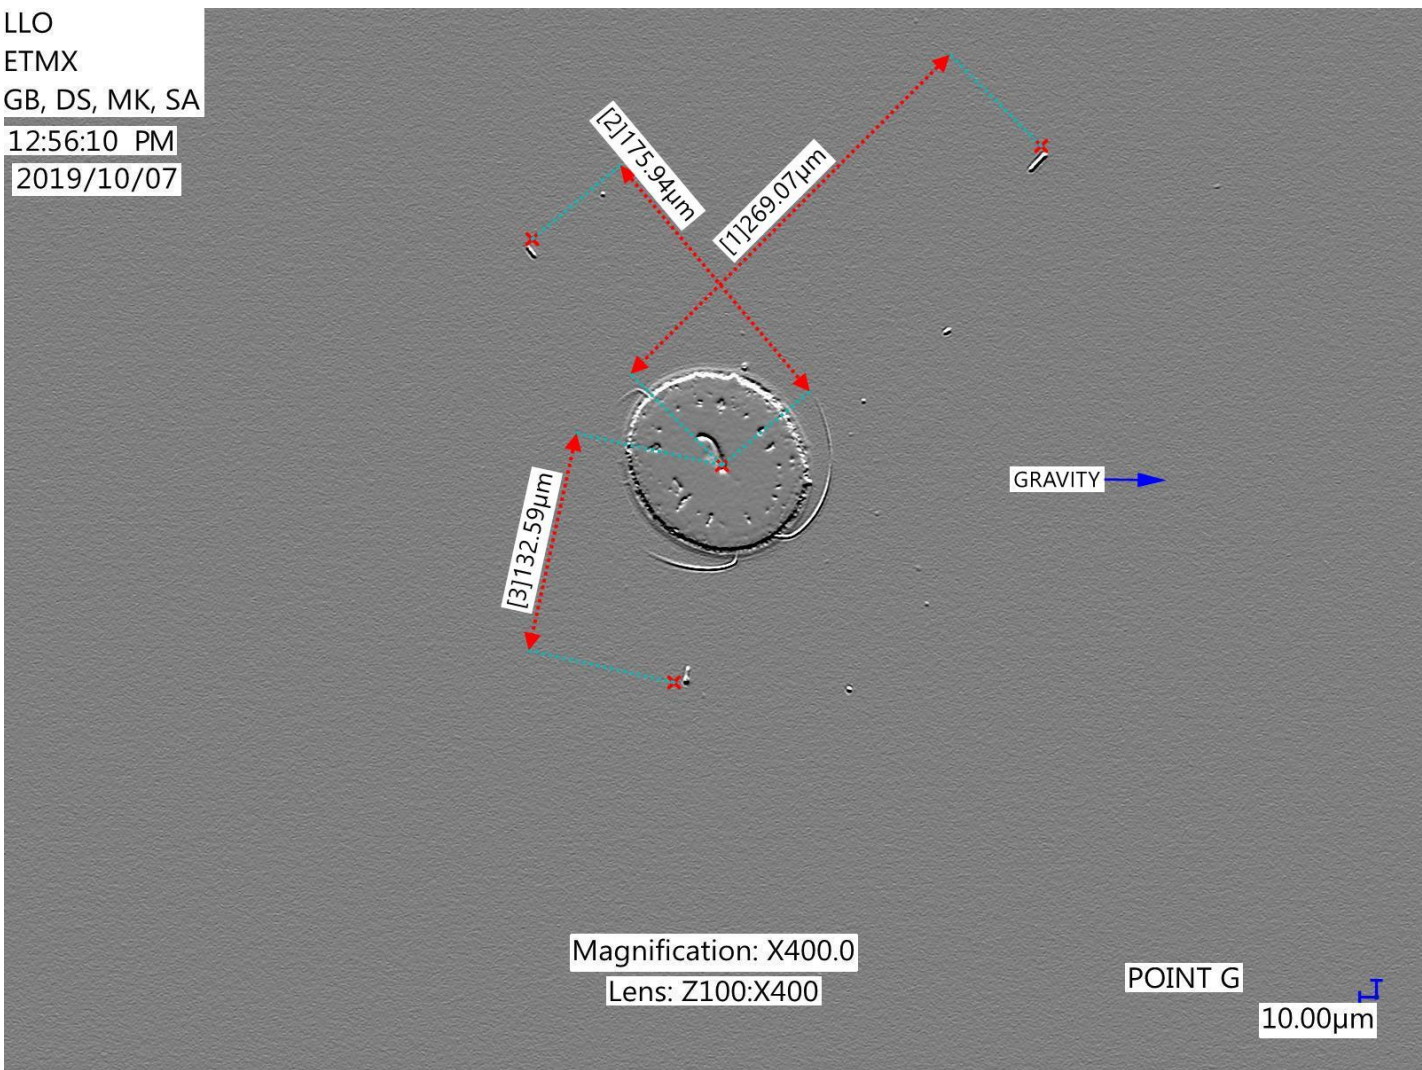 LLO
ETMX
GB, DS, MK, SA
12:56:10 PM
2019/10/07
[2]175.94μm
[1]269.07μm
GRAVITY
[3]132.59μm
Magnification: X400.0
Lens: Z100:X400
POINT G
10.00μm